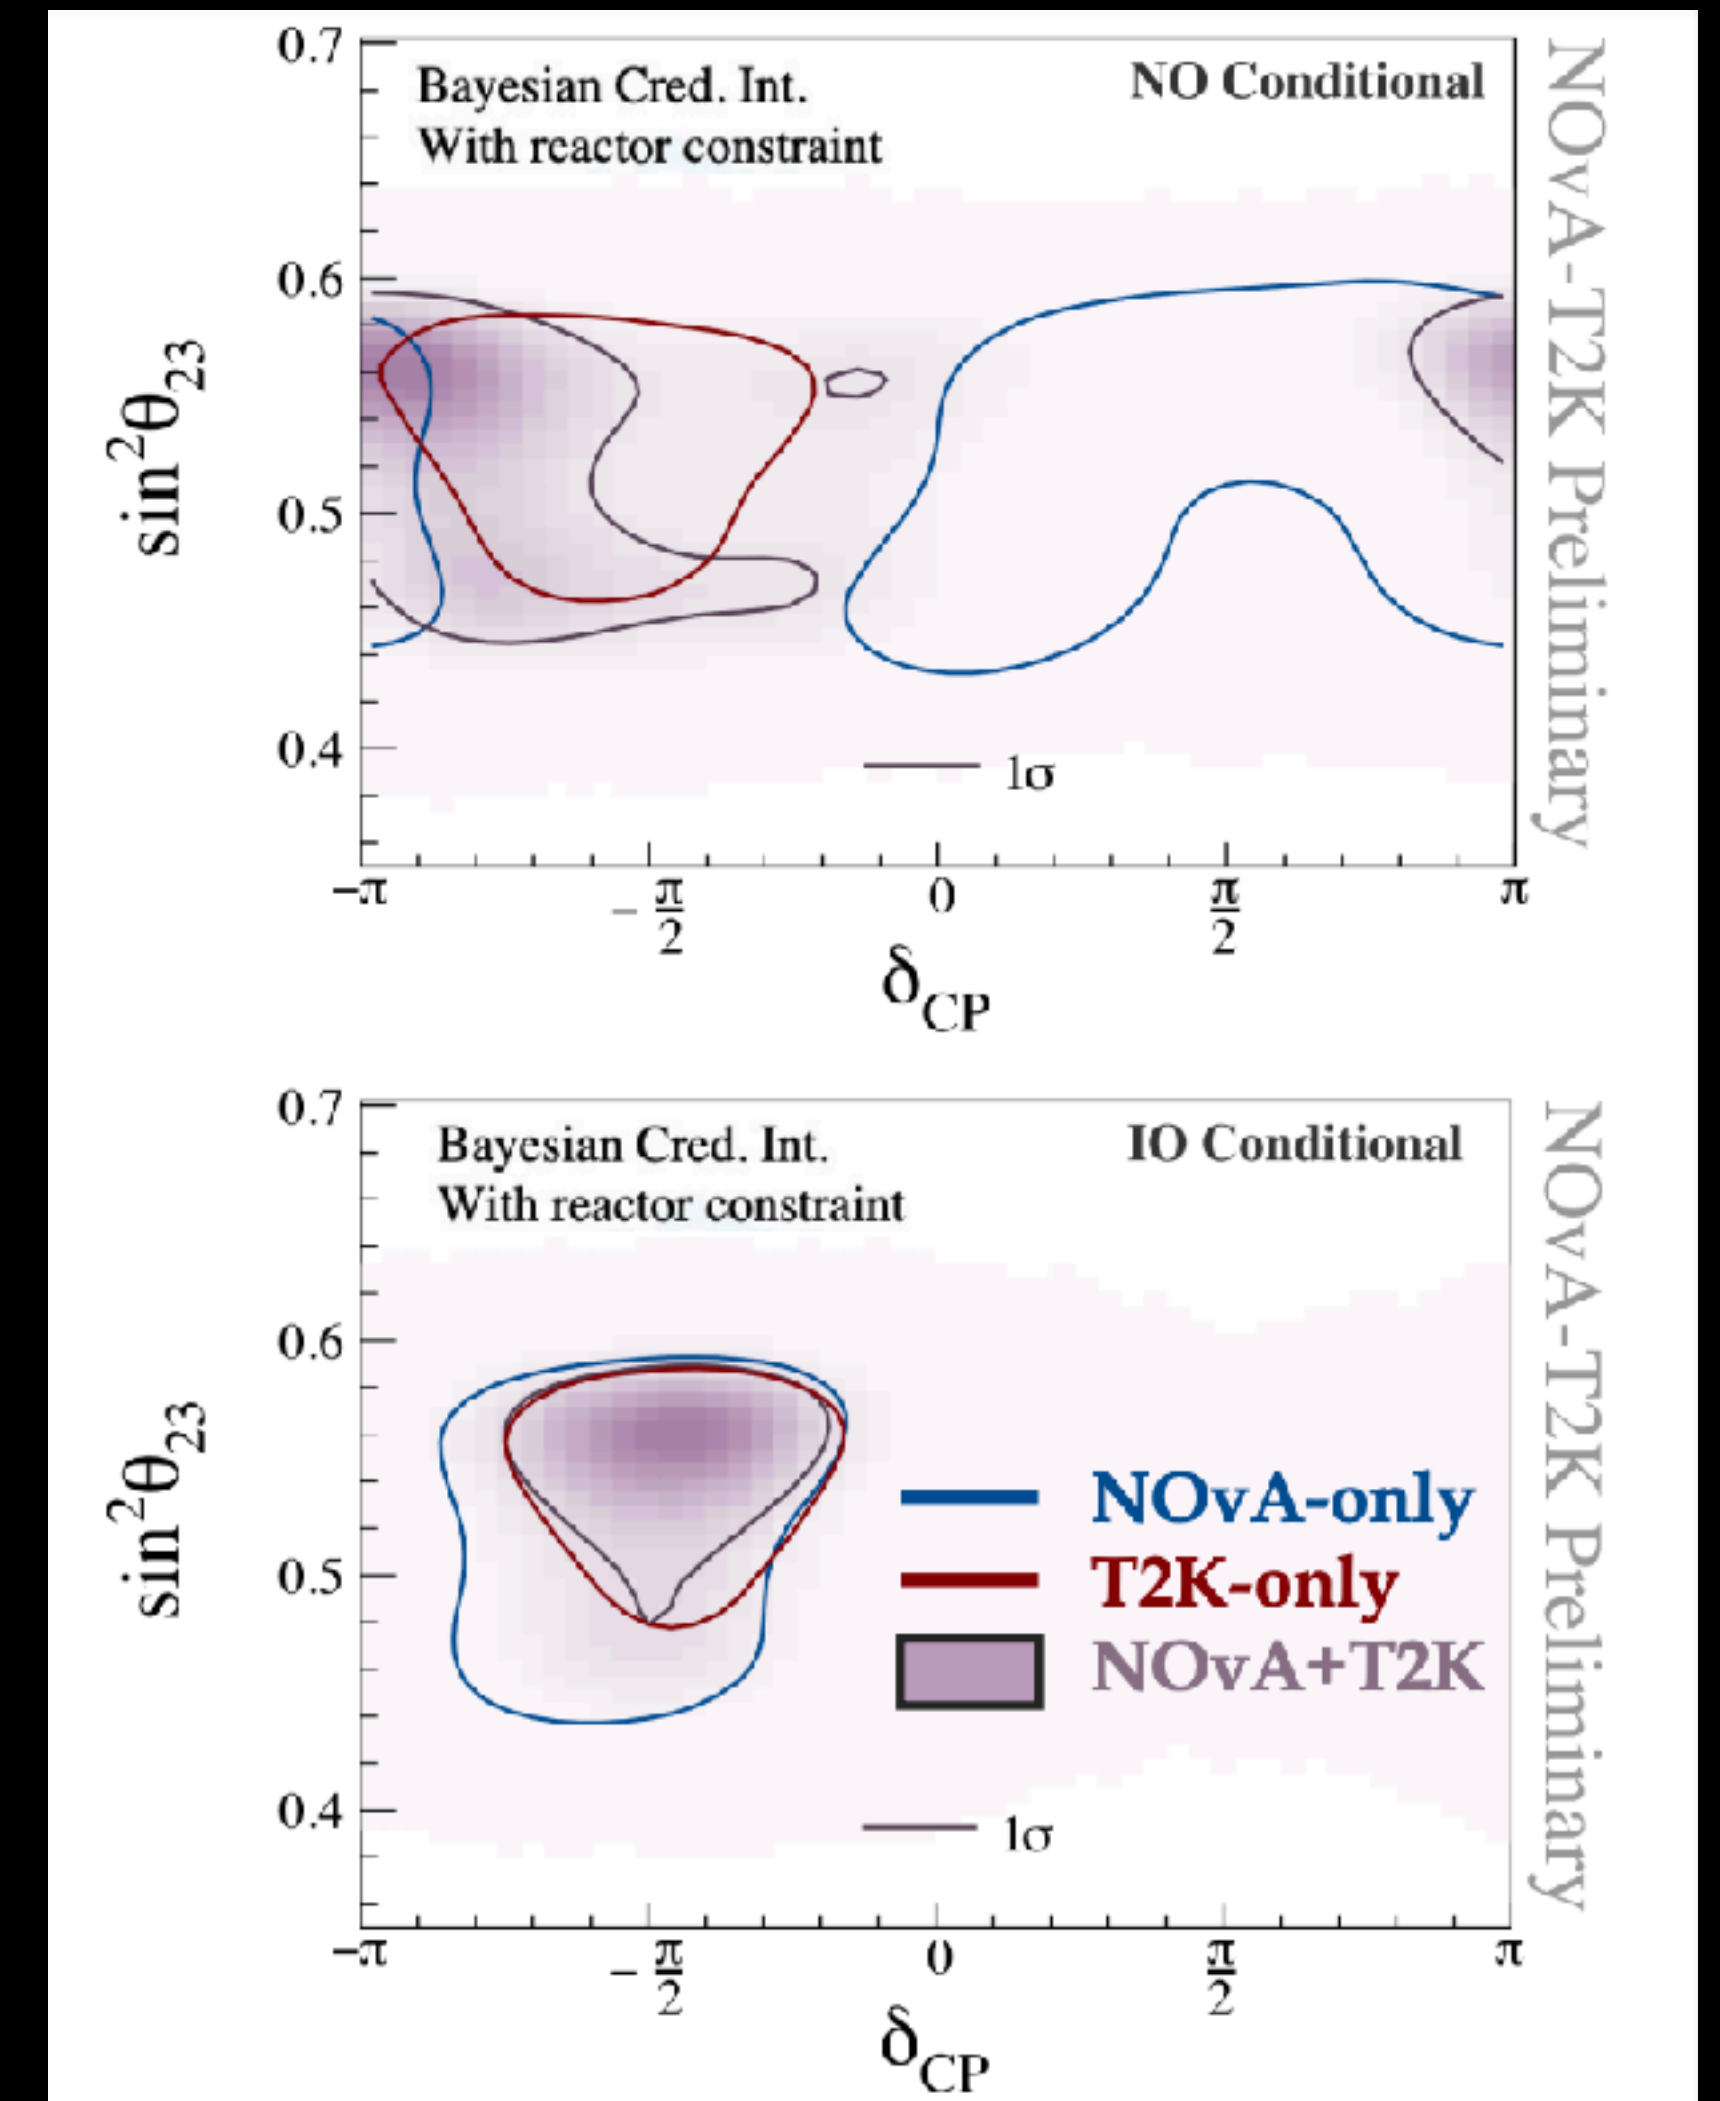 0.7
Bayesian Cred. Int.
NO Conditional
With reactor constraint
0.6
0.5
0.4
sin²θ₂₃
1σ
−π
−π/2
0
π/2
π
δCP
NOvA-T2K Preliminary
0.7
Bayesian Cred. Int.
IO Conditional
With reactor constraint
0.6
0.5
0.4
sin²θ₂₃
NOvA-only
T2K-only
NOvA+T2K
1σ
−π
−π/2
0
π/2
π
δCP
NOvA-T2K Preliminary